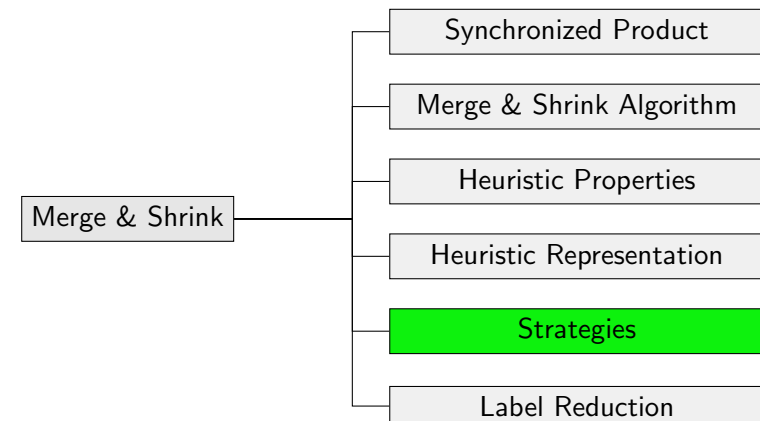 Synchronized Product
Merge & Shrink Algorithm
Heuristic Properties
Merge & Shrink
Heuristic Representation
Strategies
Label Reduction